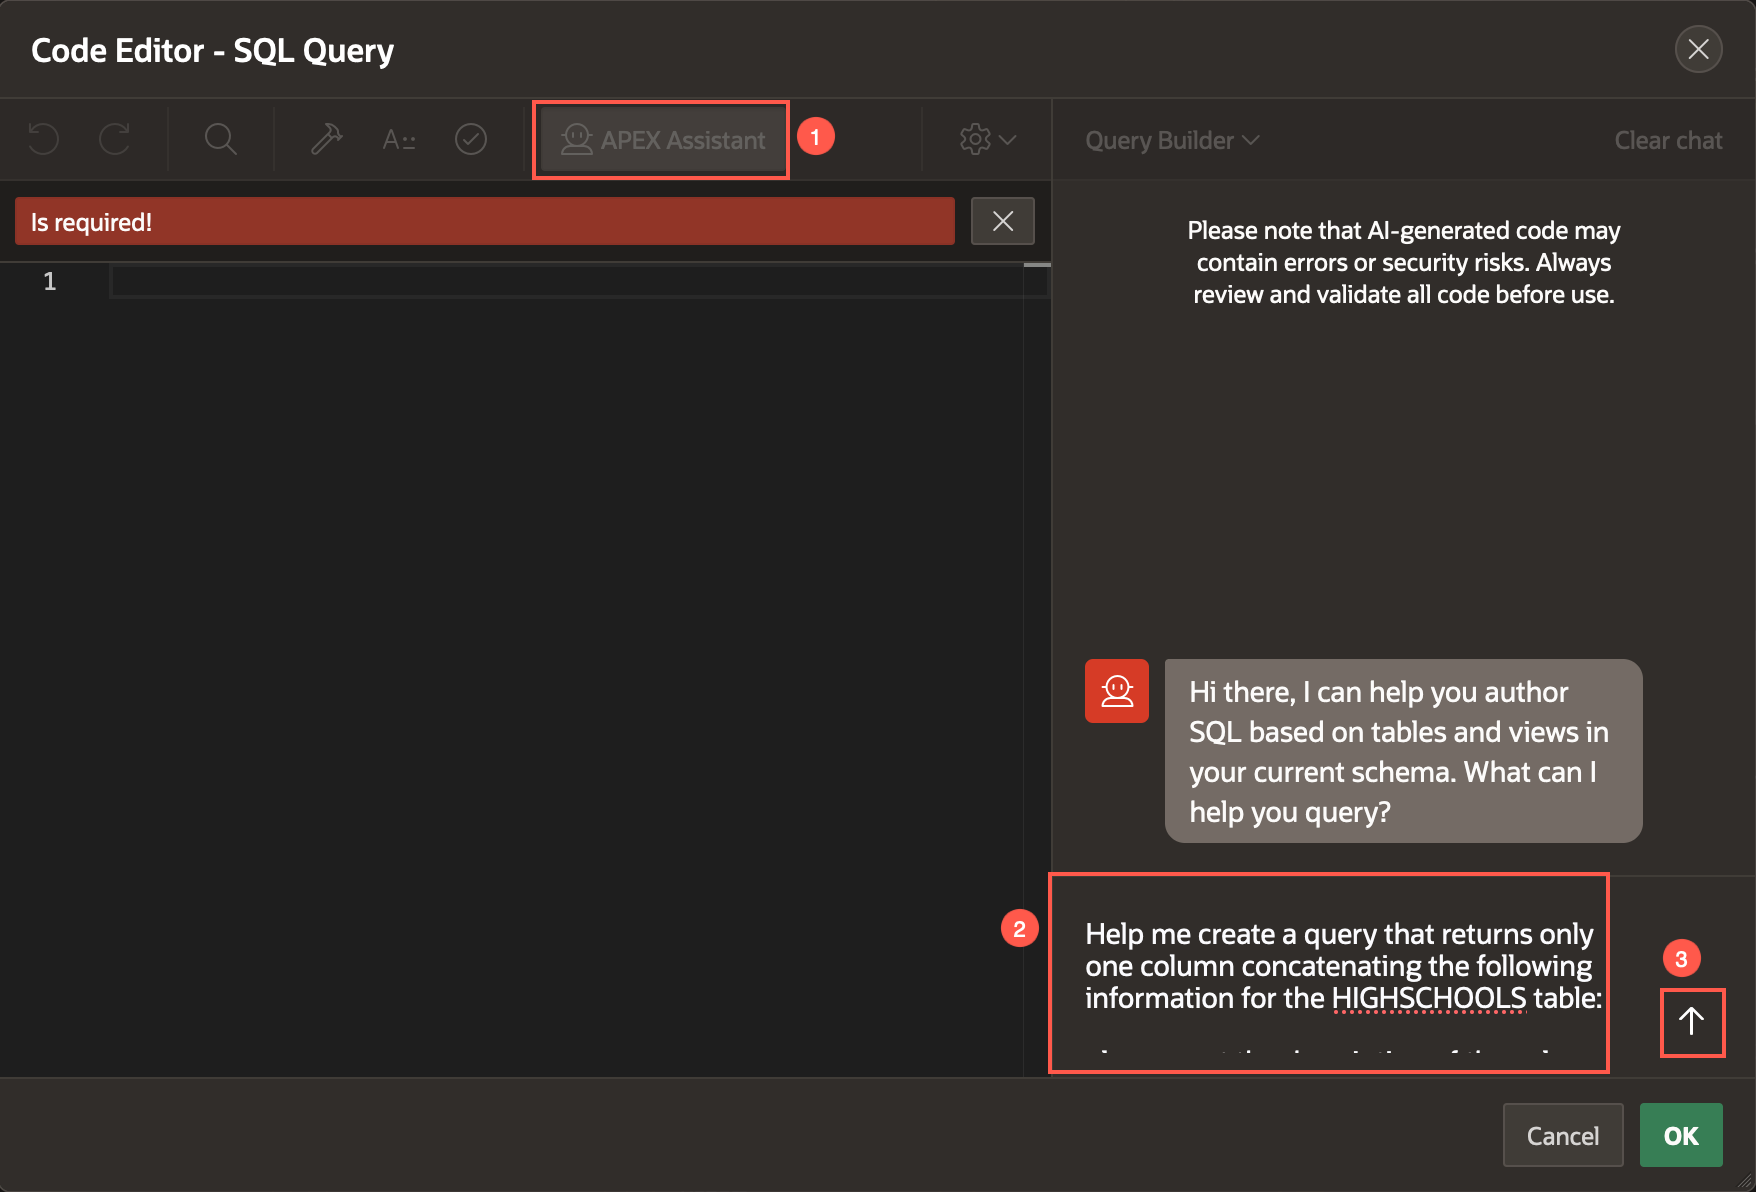 Code Editor - SQL Query
APEX Assistant
1
Query Builder
Clear chat
Is required!
1
Please note that AI-generated code may
contain errors or security risks. Always
review and validate all code before use.
Hi there, I can help you author
SQL based on tables and views in
your current schema. What can I
help you query?
2
Help me create a query that returns only
one column concatenating the following
information for the HIGHSCHOOLS table:
3
Cancel
OK